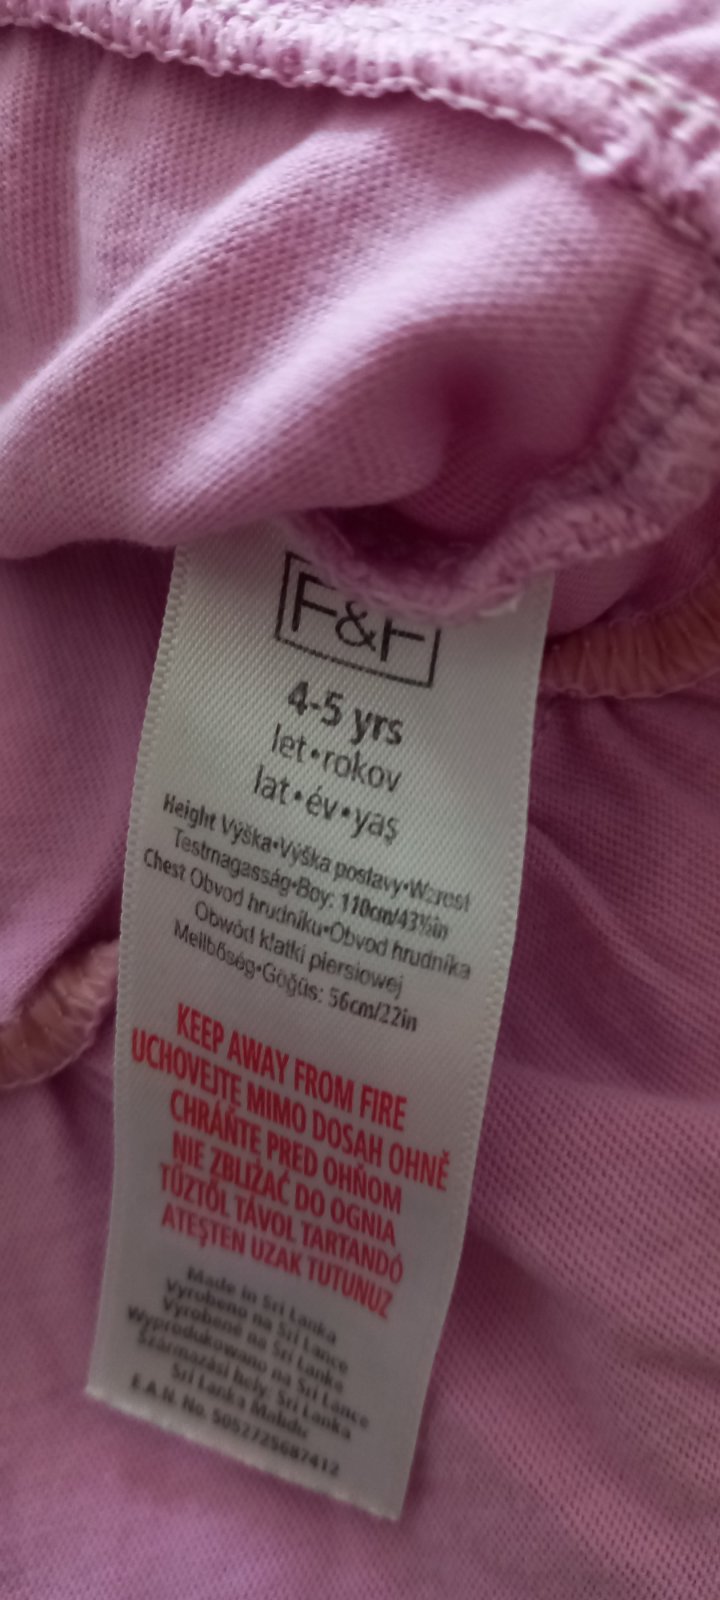 F&F
4-5 yrs
let•rokov
lat•év•yaş
Height Výška•Výška postavy•Wzrost
Testmagasság•Boy: 110cm/43½in
Chest Obvod hrudníku•Obvod hrudníka
Obwód klatki piersiowej
Mellbőség•Göğüs: 56cm/22in
KEEP AWAY FROM FIRE
UCHOVEJTE MIMO DOSAH OHNĚ
CHRÁŇTE PRED OHŇOM
NIE ZBLIŻAĆ DO OGNIA
TŰZTŐL TÁVOL TARTANDÓ
ATEŞTEN UZAK TUTUNUZ
Made in Sri Lanka
Vyrobeno na Srí Lance
Vyrobené na Srí Lanke
Wyprodukowano na Sri Lance
Származási hely: Sri Lanka
Sri Lanka Malıdır
E.A.N. No. 5052725687412